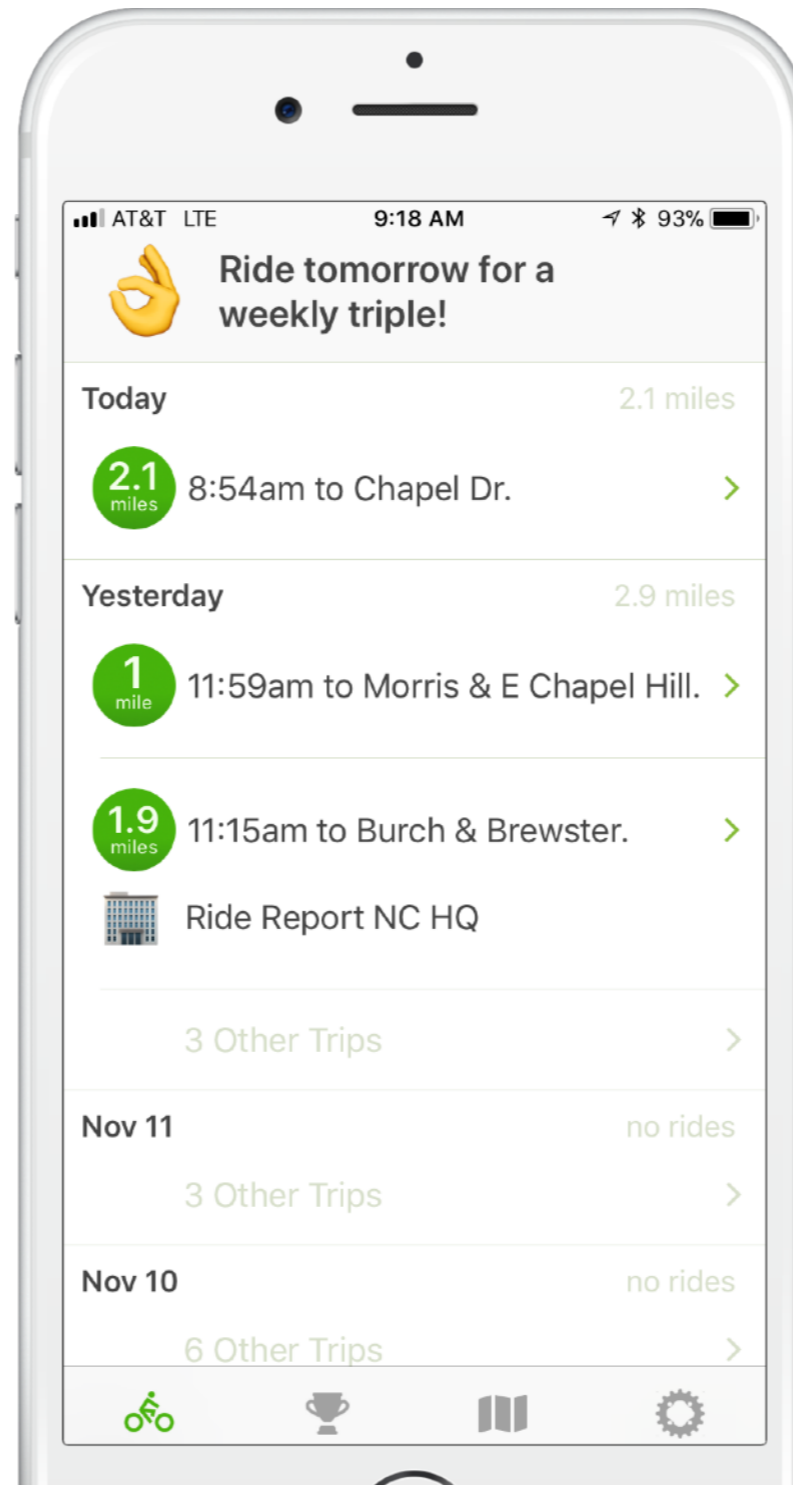 AT&T LTE 9:18 AM 93%
Ride tomorrow for a
weekly triple!
Today 2.1 miles
2.1
miles
8:54am to Chapel Dr.
Yesterday 2.9 miles
1
mile
11:59am to Morris & E Chapel Hill.
1.9
miles
11:15am to Burch & Brewster.
Ride Report NC HQ
3 Other Trips
Nov 11 no rides
3 Other Trips
Nov 10 no rides
6 Other Trips